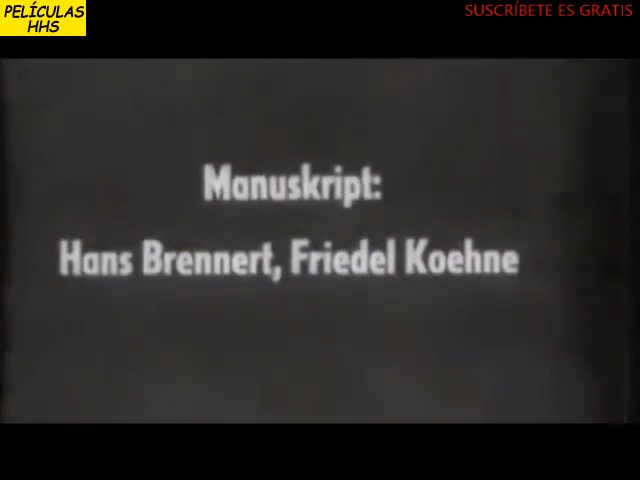 PELÍCULAS
HHS
SUSCRÍBETE ES GRATIS
Manuskript:
Hans Brennert, Friedel Koehne